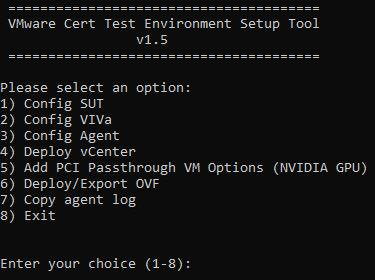 =======================================
VMware Cert Test Environment Setup Tool
v1.5
=======================================
Please select an option:
1) Config SUT
2) Config VIVa
3) Config Agent
4) Deploy vCenter
5) Add PCI Passthrough VM Options (NVIDIA GPU)
6) Deploy/Export OVF
7) Copy agent log
8) Exit
Enter your choice (1-8):